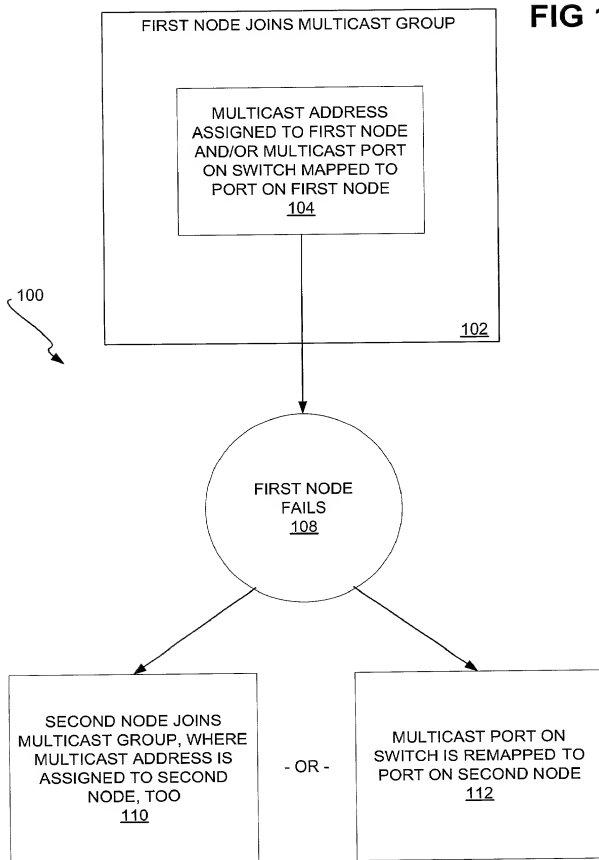 FIG 1
FIRST NODE JOINS MULTICAST GROUP
MULTICAST ADDRESS
ASSIGNED TO FIRST NODE
AND/OR MULTICAST PORT
ON SWITCH MAPPED TO
PORT ON FIRST NODE
104
100
102
FIRST NODE
FAILS
108
SECOND NODE JOINS
MULTICAST GROUP, WHERE
MULTICAST ADDRESS IS
ASSIGNED TO SECOND
NODE, TOO
110
- OR -
MULTICAST PORT ON
SWITCH IS REMAPPED TO
PORT ON SECOND NODE
112